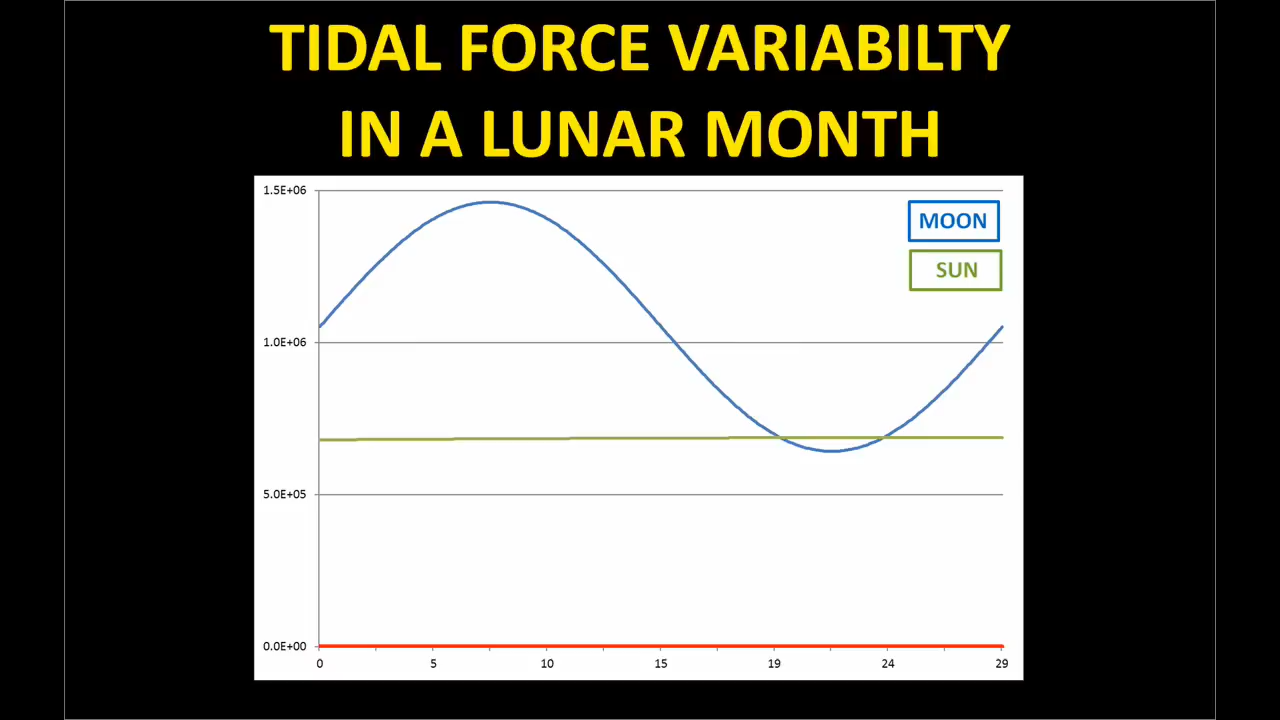 TIDAL FORCE VARIABILTY
IN A LUNAR MONTH
1.5E+06
MOON
SUN
1.0E+06
5.0E+05
0.0E+00
0 5 10 15 19 24 29